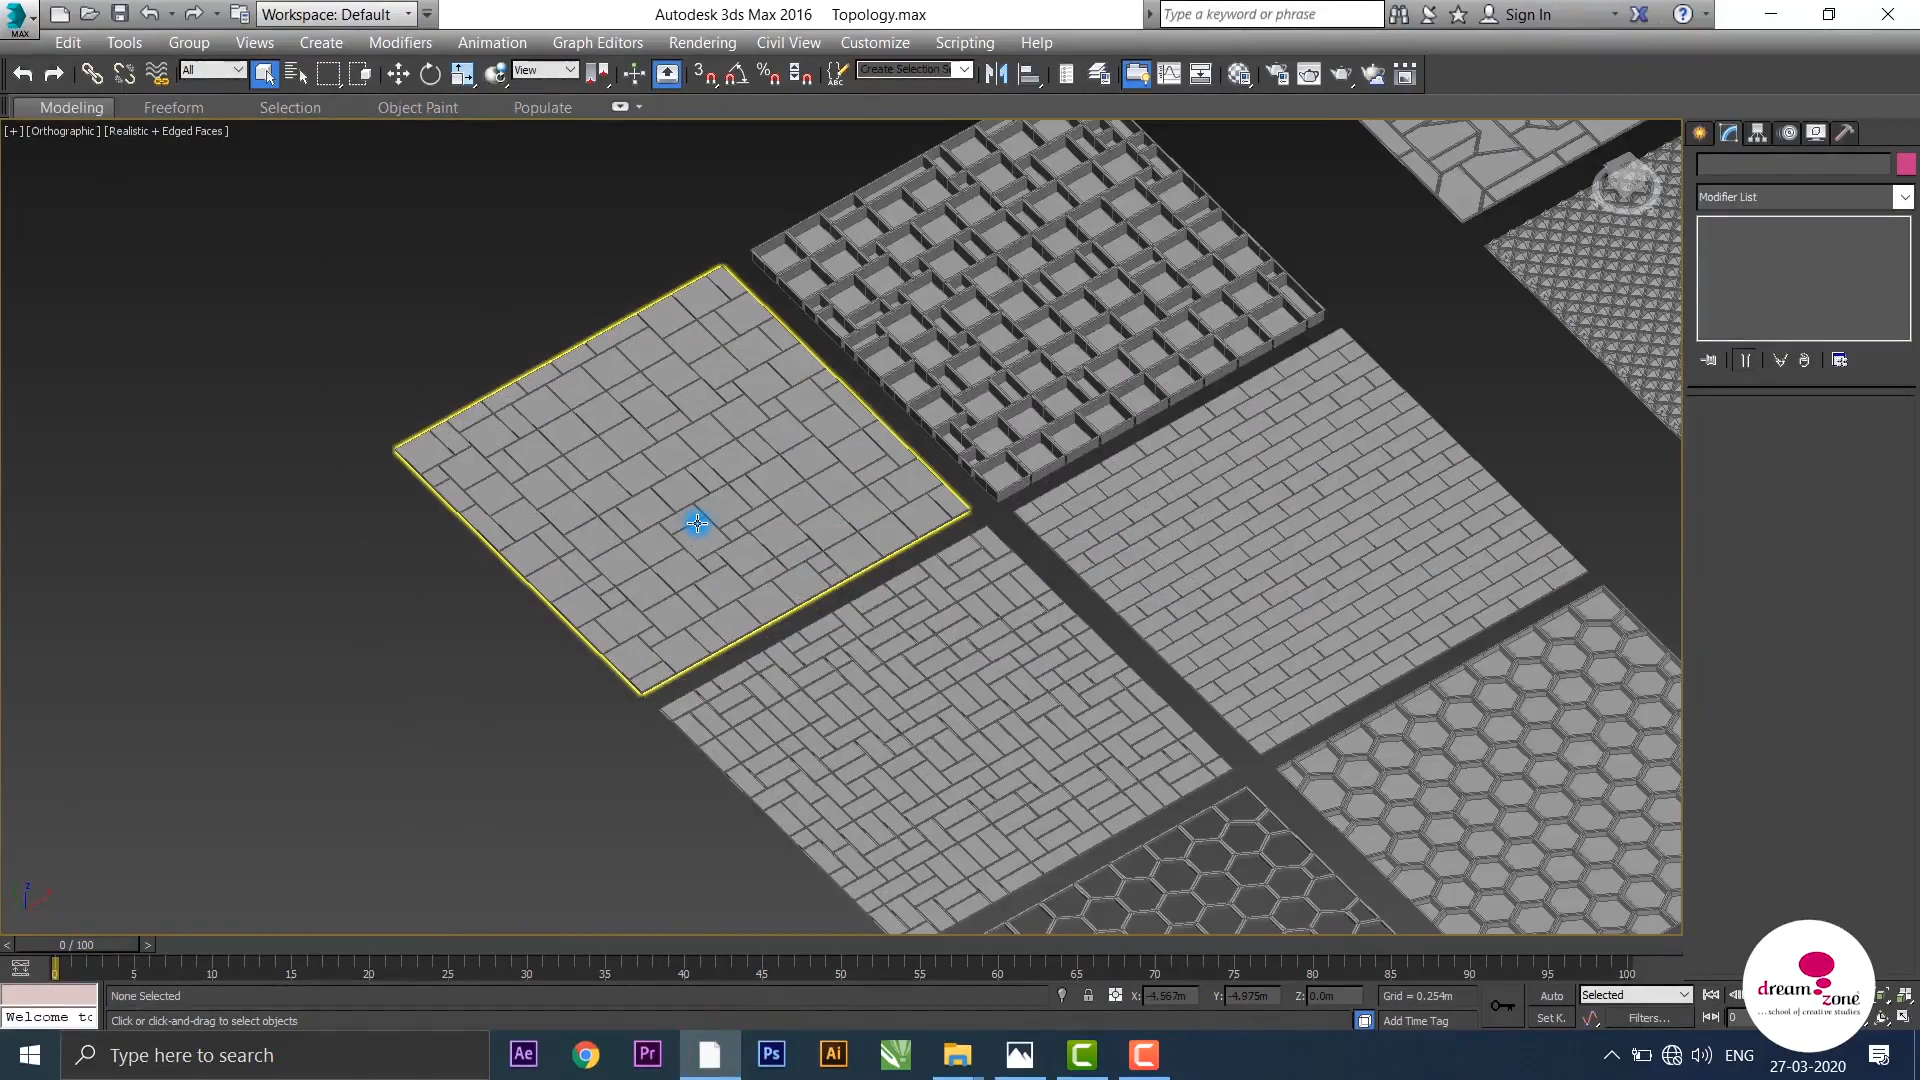 MAX
Workspace: Default
Autodesk 3ds Max 2016 Topology.max
Type a keyword or phrase
Sign In
Edit Tools Group Views Create Modifiers Animation Graph Editors Rendering Civil View Customize Scripting Help
All
View
3
ABC
Create Selection S
Modeling Freeform Selection Object Paint Populate
[+] [Orthographic] [Realistic + Edged Faces]
Modifier List
z
< 0 / 100 >
0 5 10 15 20 25 30 35 40 45 50 55 60 65 70 75 80 85 90 95 100
None Selected
X: -4.567m Y: -4.975m Z: 0.0m Grid = 0.254m
Auto Selected
Welcome to
Click or click-and-drag to select objects
Add Time Tag
Set K. Filters... 0
dream zone
...school of creative studies
Type here to search
Ae Pr Ps Ai
ENG
27-03-2020